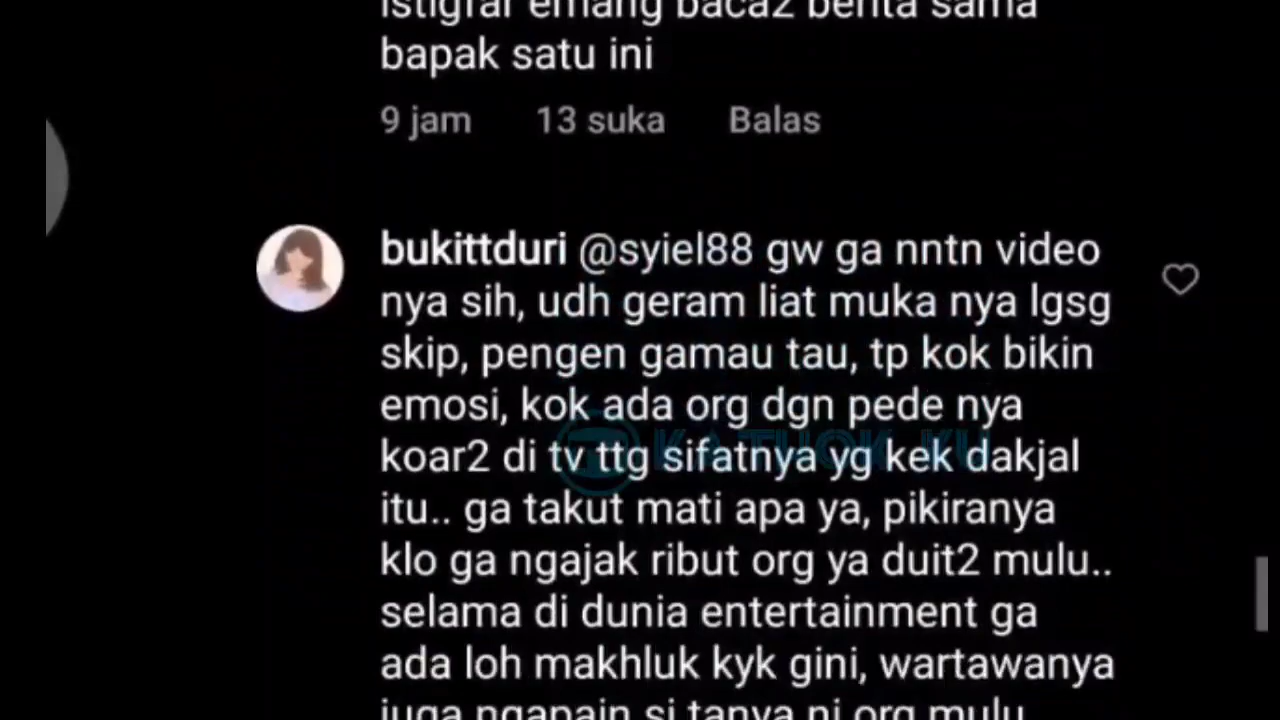 istigfar emang baca2 berita sama
bapak satu ini
9 jam 13 suka Balas
bukittduri @syiel88 gw ga nntn video
nya sih, udh geram liat muka nya lgsg
skip, pengen gamau tau, tp kok bikin
emosi, kok ada org dgn pede nya
koar2 di tv ttg sifatnya yg kek dakjal
itu.. ga takut mati apa ya, pikiranya
klo ga ngajak ribut org ya duit2 mulu..
selama di dunia entertainment ga
ada loh makhluk kyk gini, wartawanya
juga ngapain si tanya ni org mulu